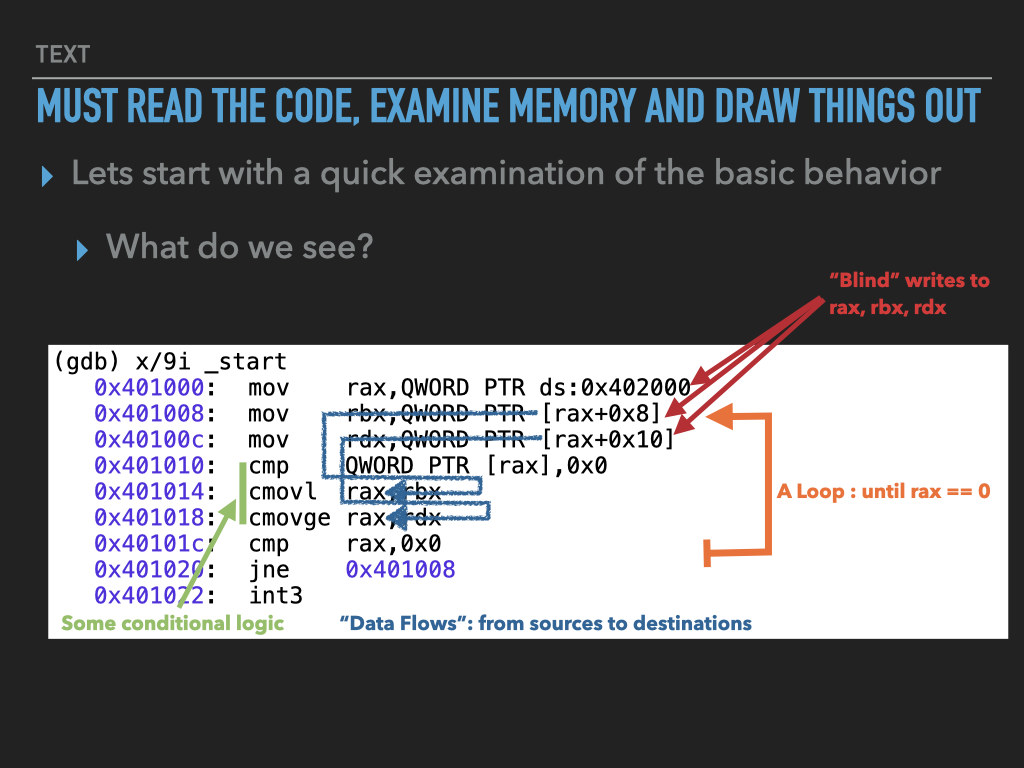 TEXT
MUST READ THE CODE, EXAMINE MEMORY AND DRAW THINGS OUT
Lets start with a quick examination of the basic behavior
What do we see?
“Blind” writes to
rax, rbx, rdx
(gdb) x/9i _start
0x401000: mov rax,QWORD PTR ds:0x402000
0x401008: mov rbx,QWORD PTR [rax+0x8]
0x40100c: mov rdx,QWORD PTR [rax+0x10]
0x401010: cmp QWORD PTR [rax],0x0
0x401014: cmovl rax,rbx
0x401018: cmovge rax,rdx
0x40101c: cmp rax,0x0
0x401020: jne 0x401008
0x401022: int3
A Loop : until rax == 0
Some conditional logic
“Data Flows”: from sources to destinations